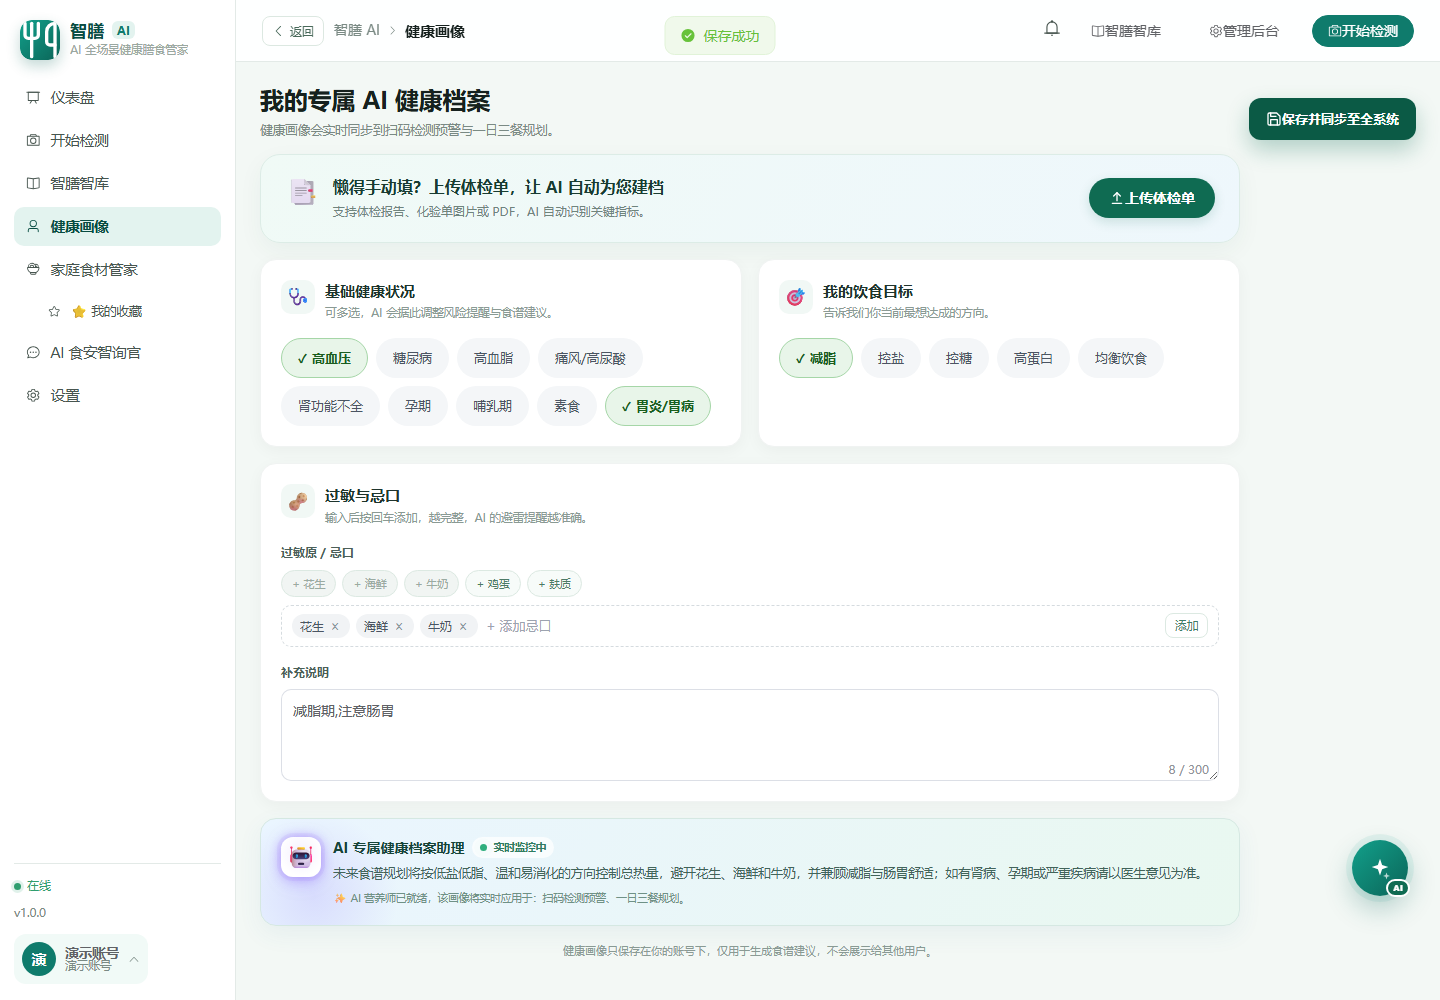 智膳 AI
AI 全场景健康膳食管家
仪表盘
开始检测
智膳智库
健康画像
家庭食材管家
我的收藏
AI 食安智询官
设置
在线
v1.0.0
演
演示账号
演示账号
返回
智膳 AI
健康画像
保存成功
智膳智库
管理后台
开始检测
我的专属 AI 健康档案
健康画像会实时同步到扫码检测预警与一日三餐规划。
保存并同步至全系统
懒得手动填？上传体检单，让 AI 自动为您建档
支持体检报告、化验单图片或 PDF，AI 自动识别关键指标。
上传体检单
基础健康状况
可多选，AI 会据此调整风险提醒与食谱建议。
✓ 高血压
糖尿病
高血脂
痛风/高尿酸
肾功能不全
孕期
哺乳期
素食
✓ 胃炎/胃病
我的饮食目标
告诉我们你当前最想达成的方向。
✓ 减脂
控盐
控糖
高蛋白
均衡饮食
过敏与忌口
输入后按回车添加，越完整，AI 的避雷提醒越准确。
过敏原 / 忌口
+ 花生
+ 海鲜
+ 牛奶
+ 鸡蛋
+ 麸质
花生 ×
海鲜 ×
牛奶 ×
+ 添加忌口
添加
补充说明
减脂期,注意肠胃
8 / 300
AI 专属健康档案助理
实时监控中
未来食谱规划将按低盐低脂、温和易消化的方向控制总热量，避开花生、海鲜和牛奶，并兼顾减脂与肠胃舒适；如有肾病、孕期或严重疾病请以医生意见为准。
AI 营养师已就绪，该画像将实时应用于：扫码检测预警、一日三餐规划。
AI
健康画像只保存在你的账号下，仅用于生成食谱建议，不会展示给其他用户。